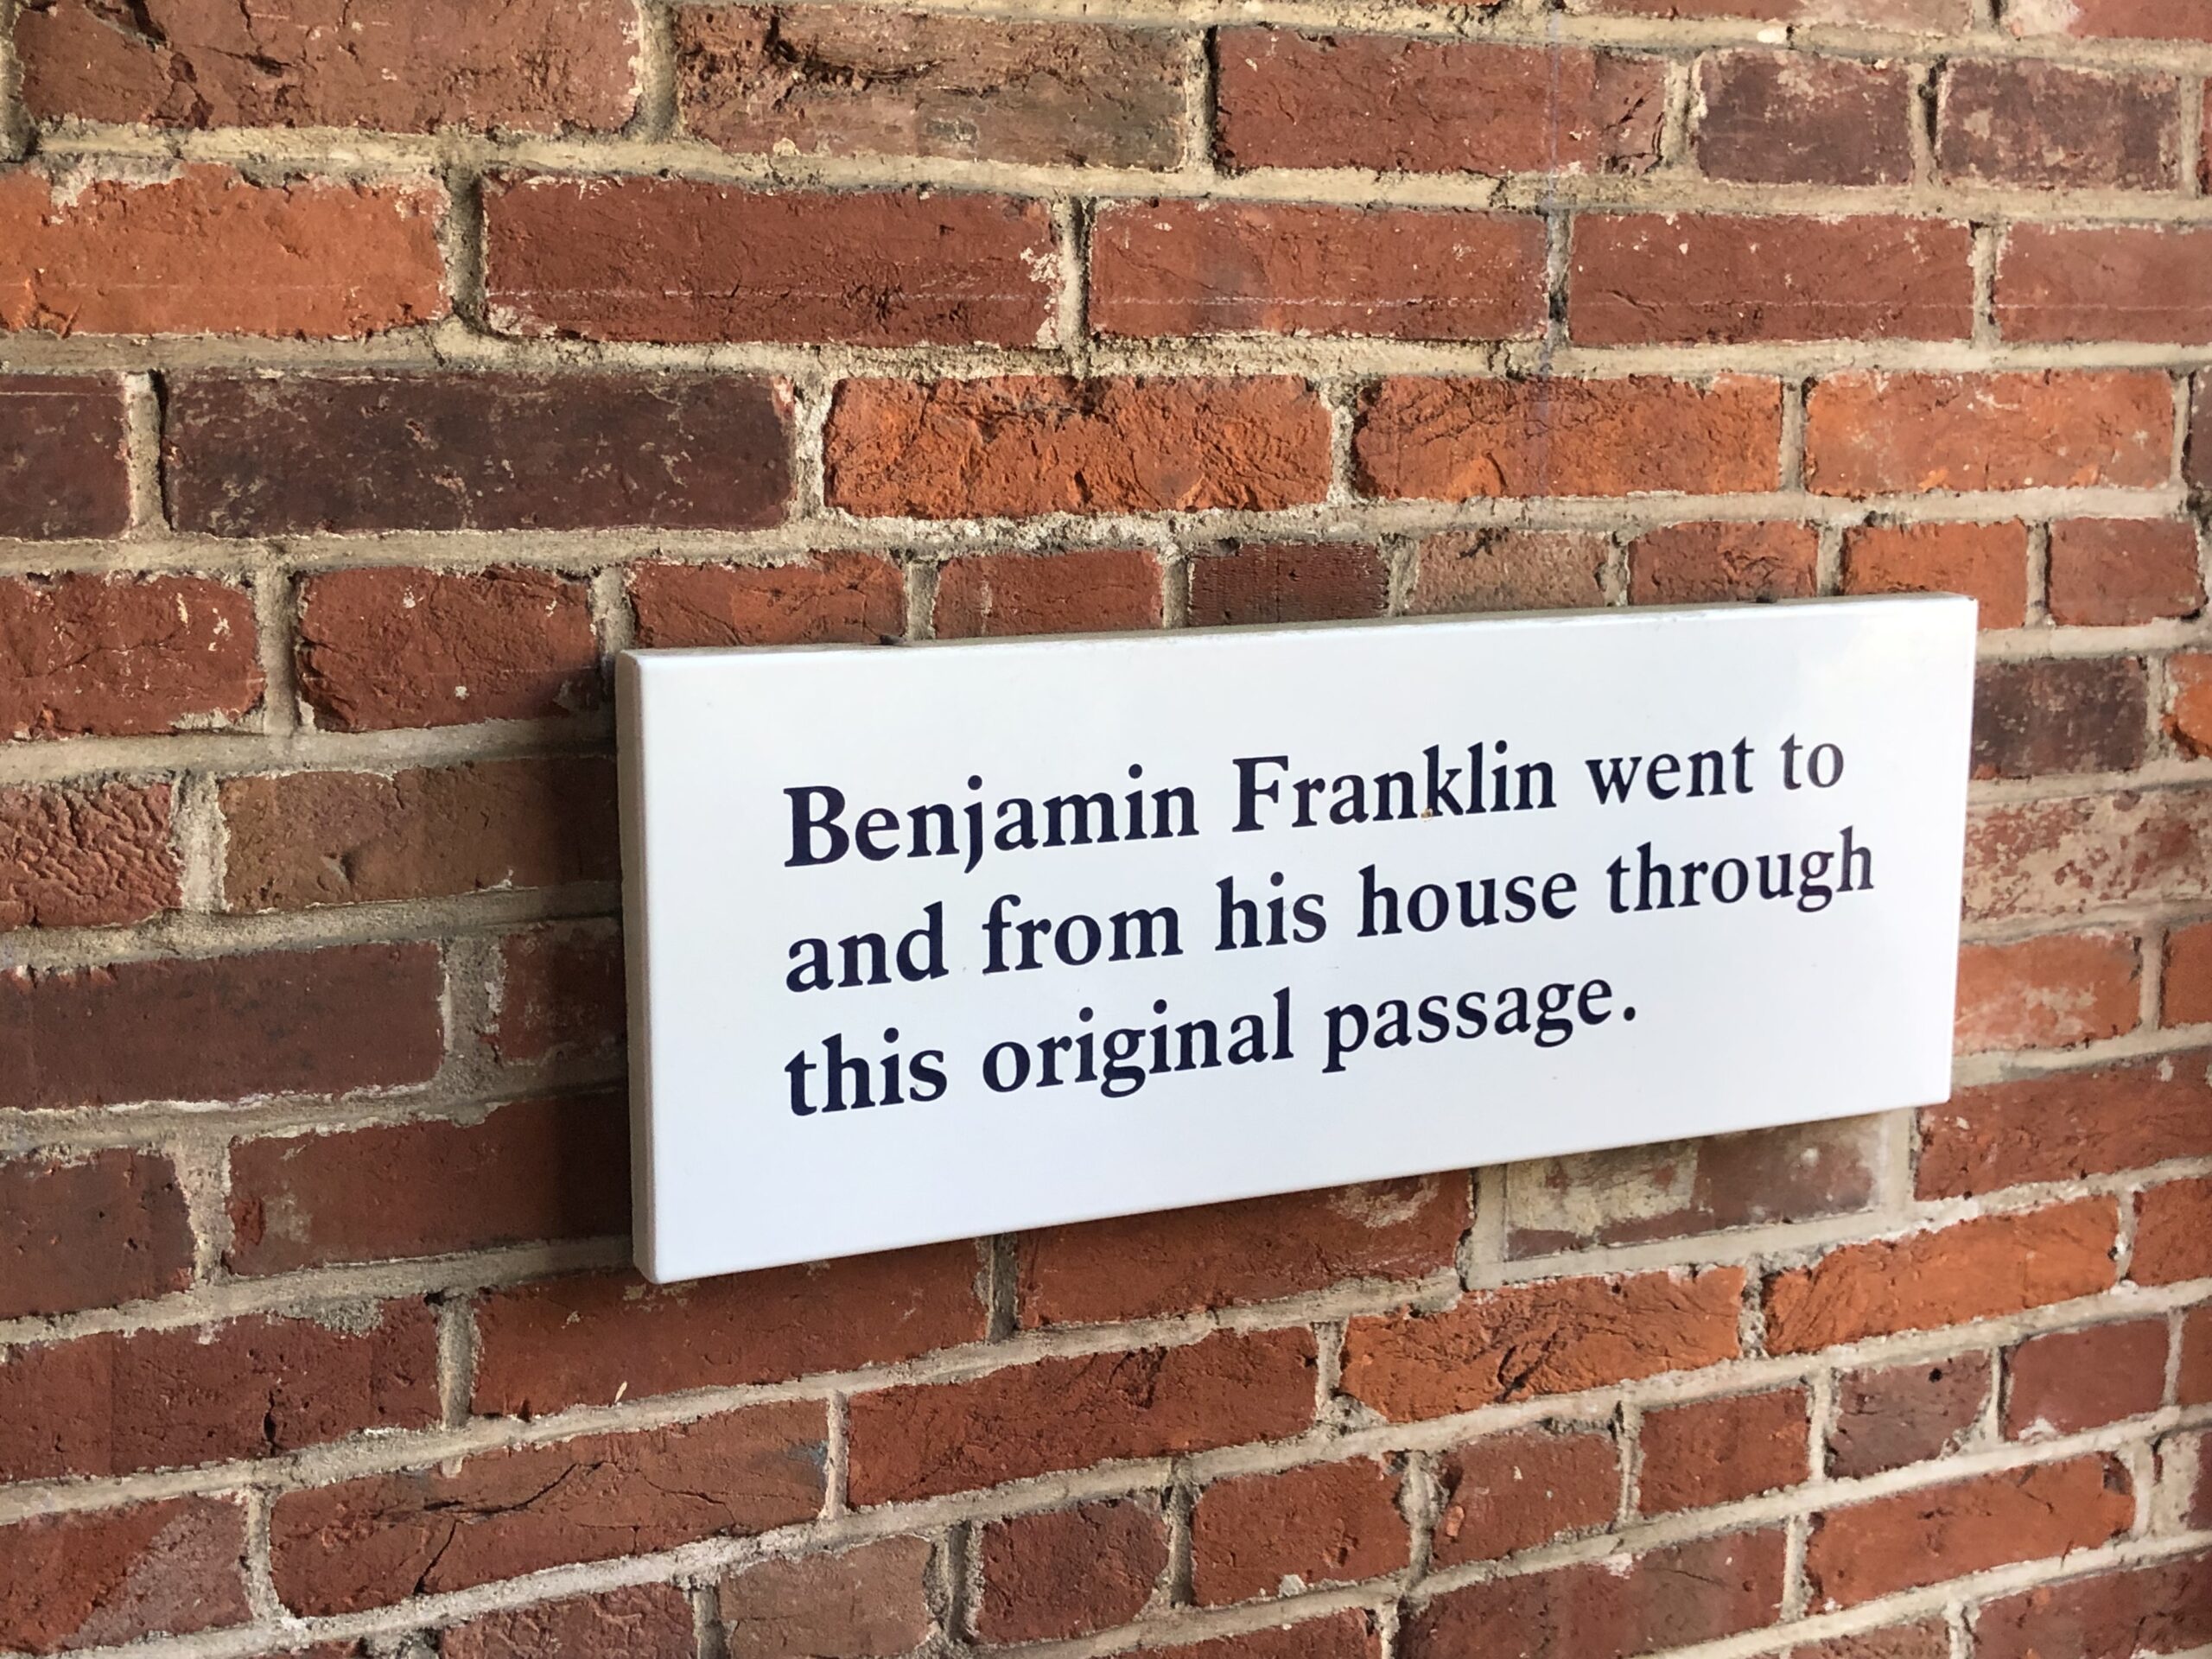 Benjamin Franklin went to
and from his house through
this original passage.